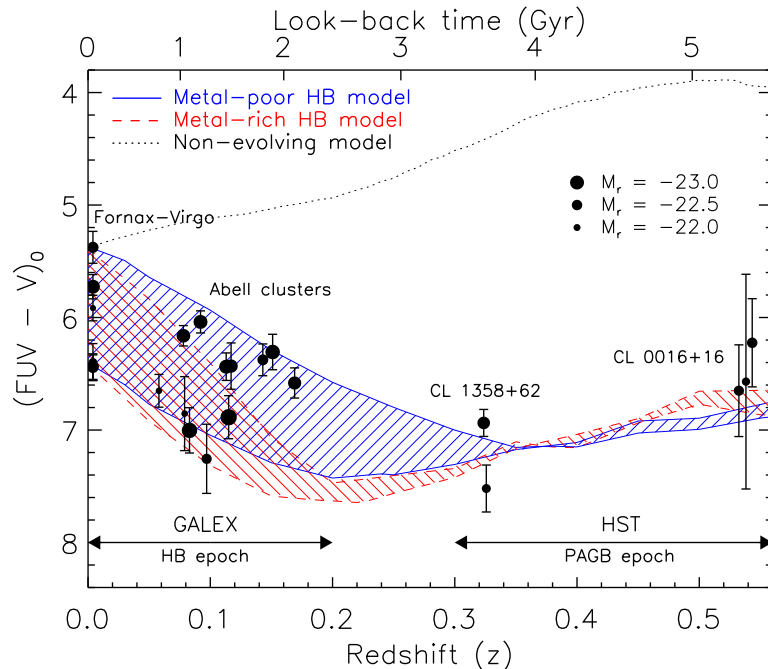 Look-back time (Gyr)
0 1 2 3 4 5
Metal-poor HB model
Metal-rich HB model
Non-evolving model
M_r = -23.0
M_r = -22.5
M_r = -22.0
Fornax-Virgo
Abell clusters
CL 1358+62
CL 0016+16
GALEX
HB epoch
HST
PAGB epoch
4
5
6
7
8
(FUV - V)_0
0.0 0.1 0.2 0.3 0.4 0.5
Redshift (z)